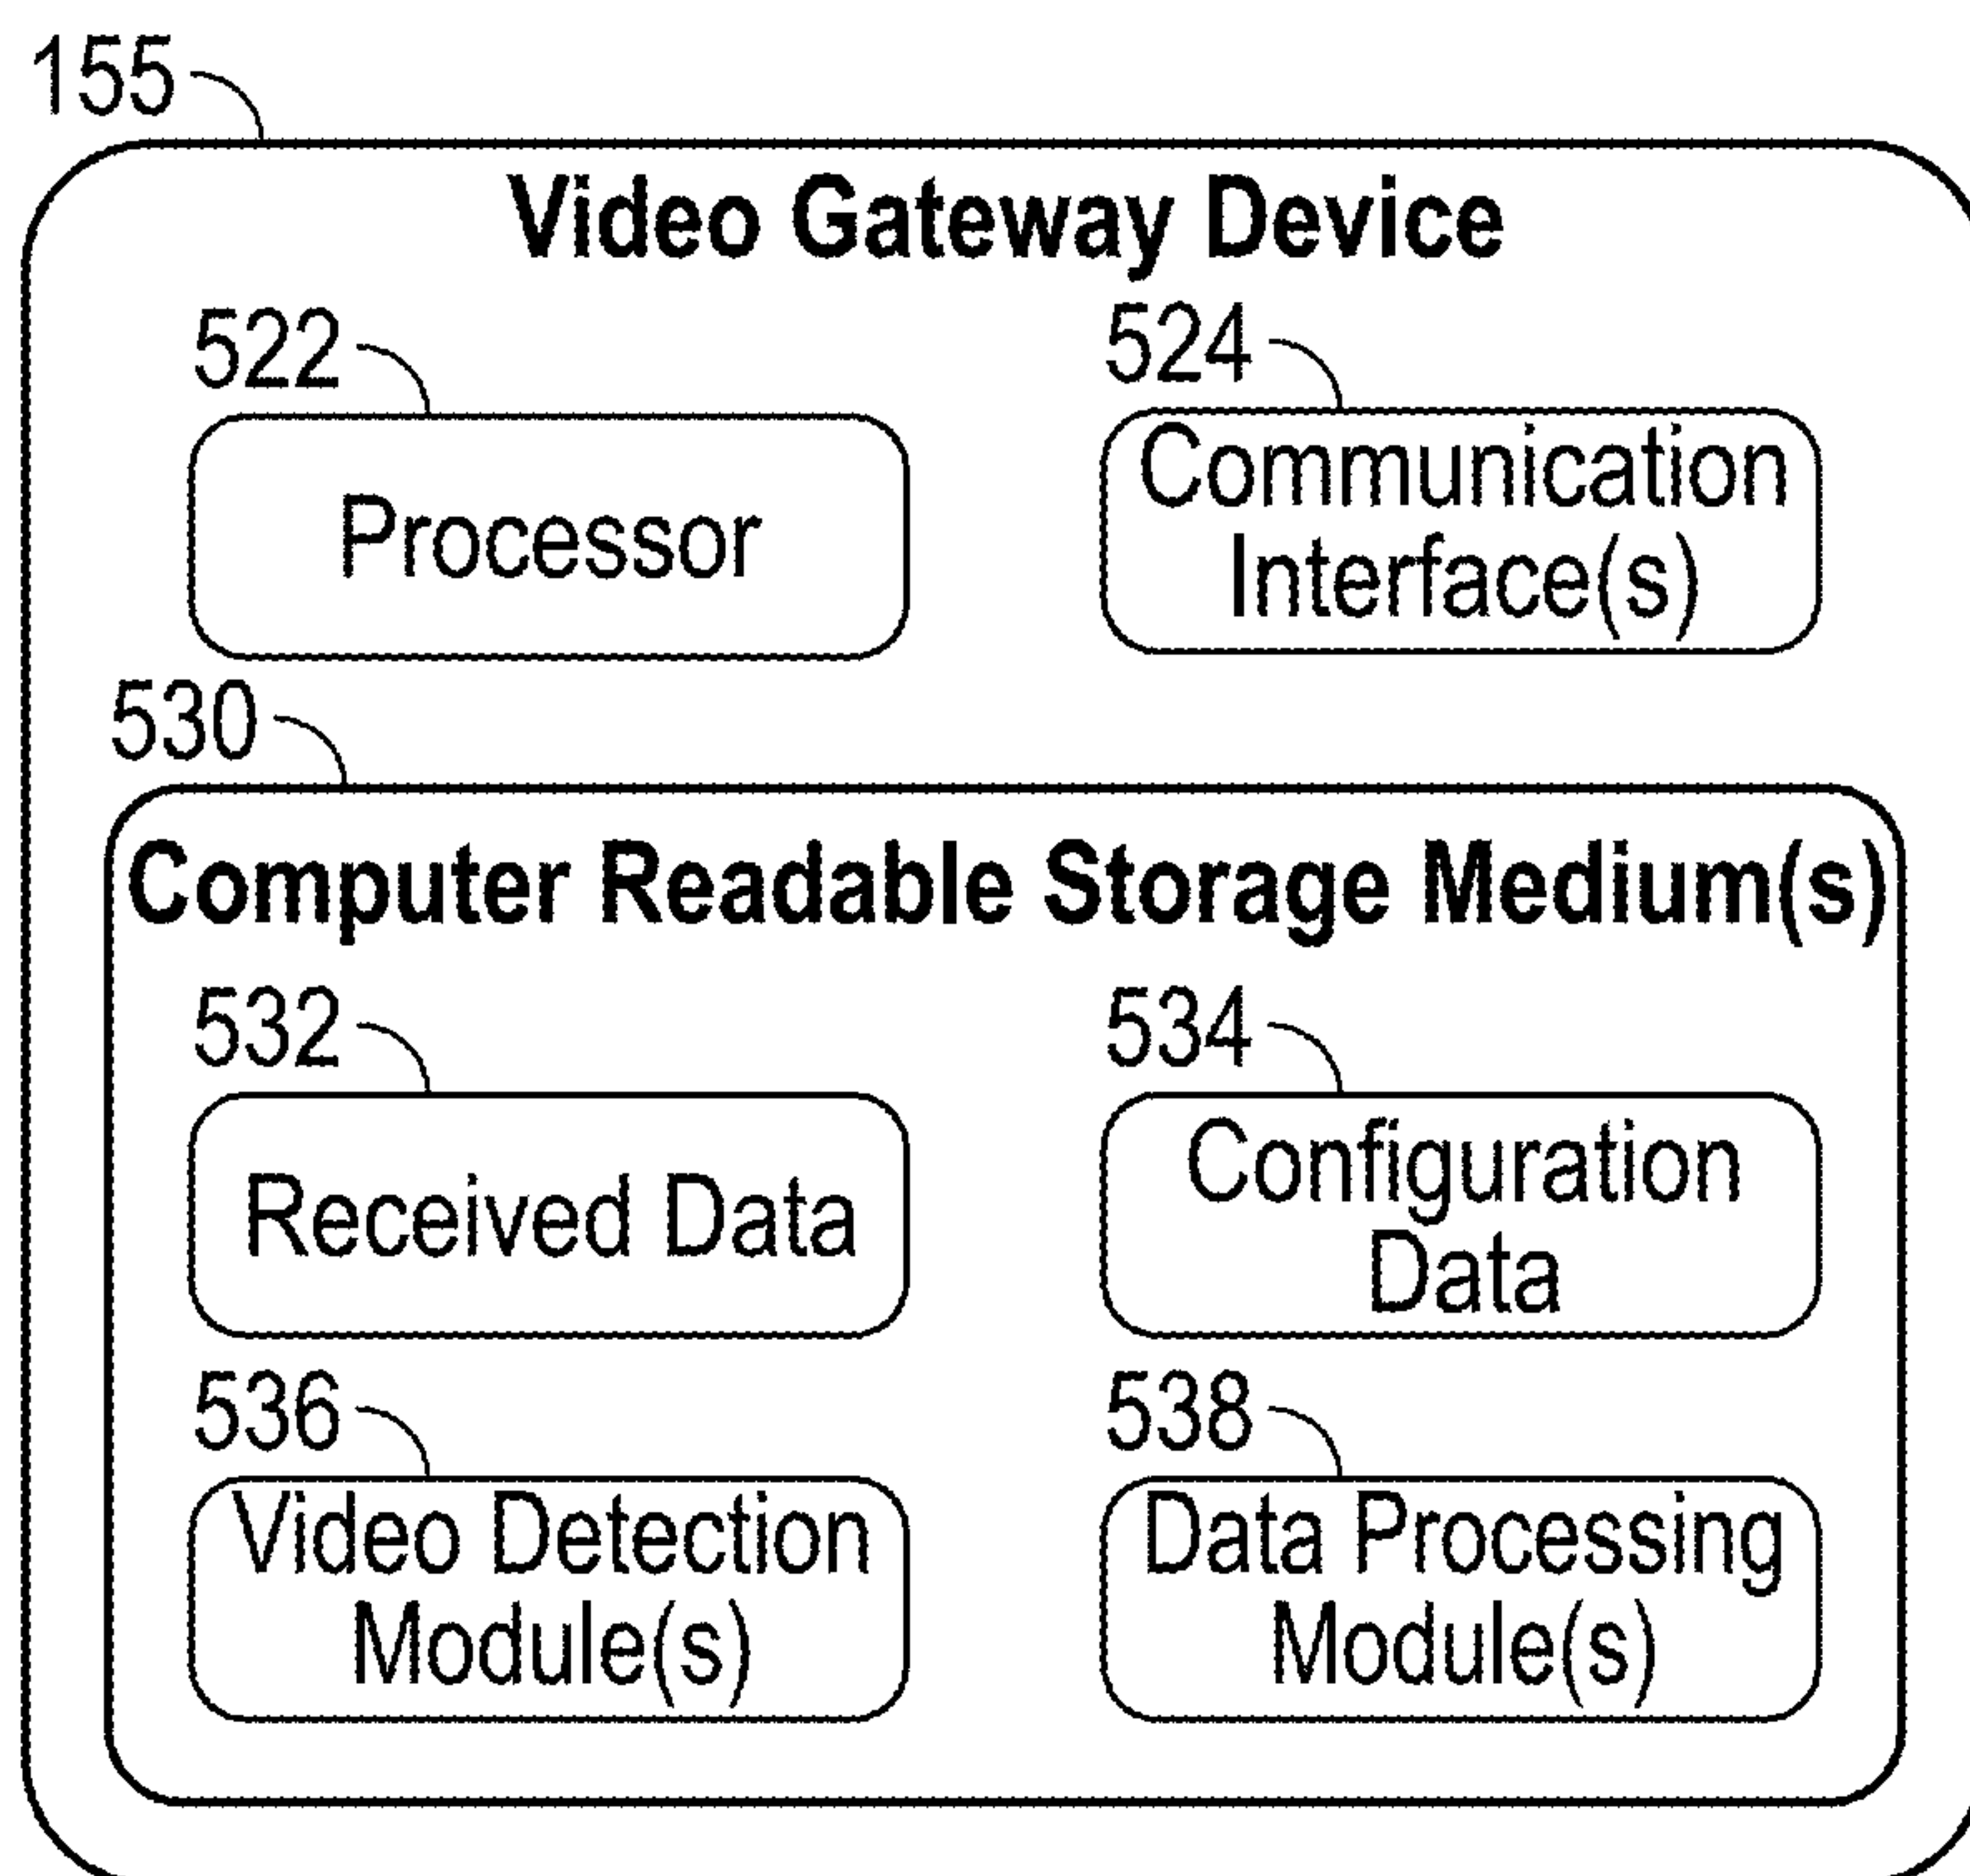 155
Video Gateway Device
522
524
Processor
Communication
Interface(s)
530
Computer Readable Storage Medium(s)
532
534
Received Data
Configuration
Data
536
538
Video Detection
Module(s)
Data Processing
Module(s)